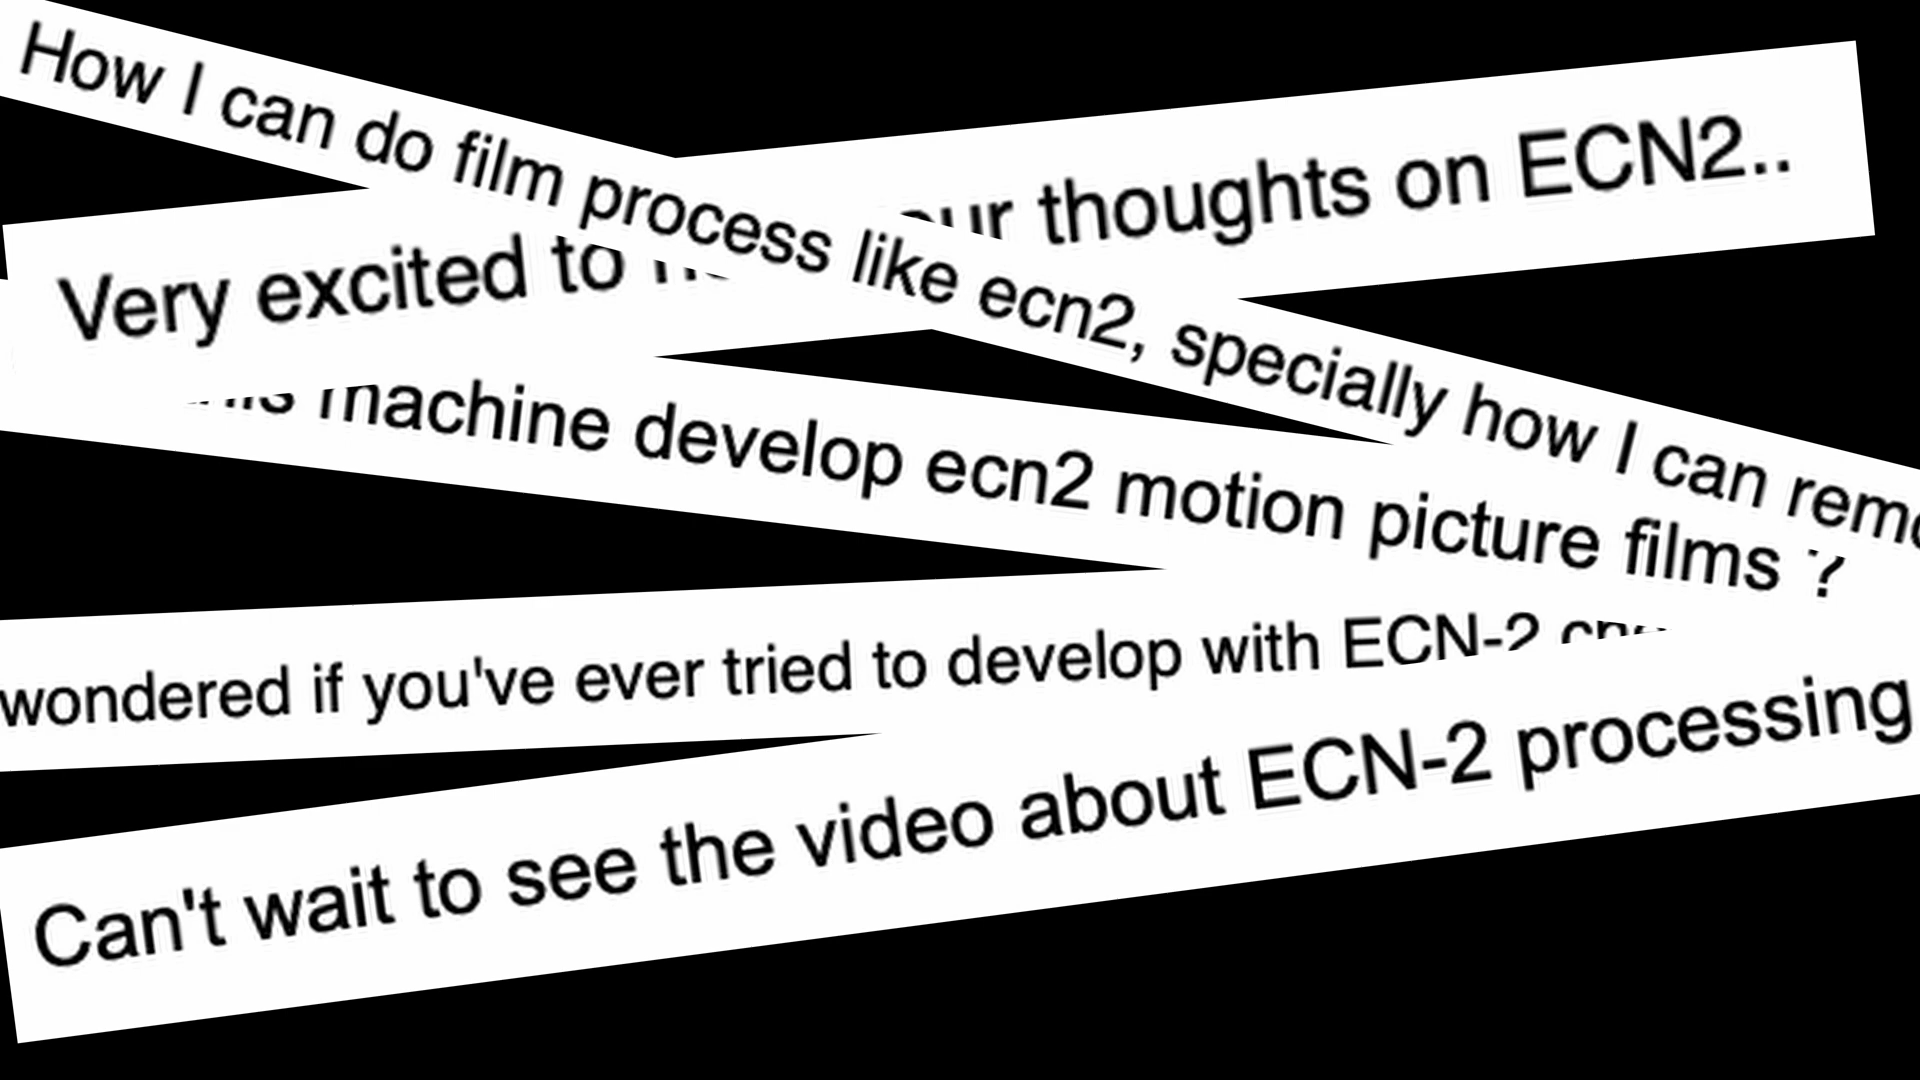 How I can do film process like ecn2, specially how I can
Very excited to thoughts on ECN2..
machine develop ecn2 motion picture films ?
wondered if you've ever tried to develop with ECN-2
Can't wait to see the video about ECN-2 processing